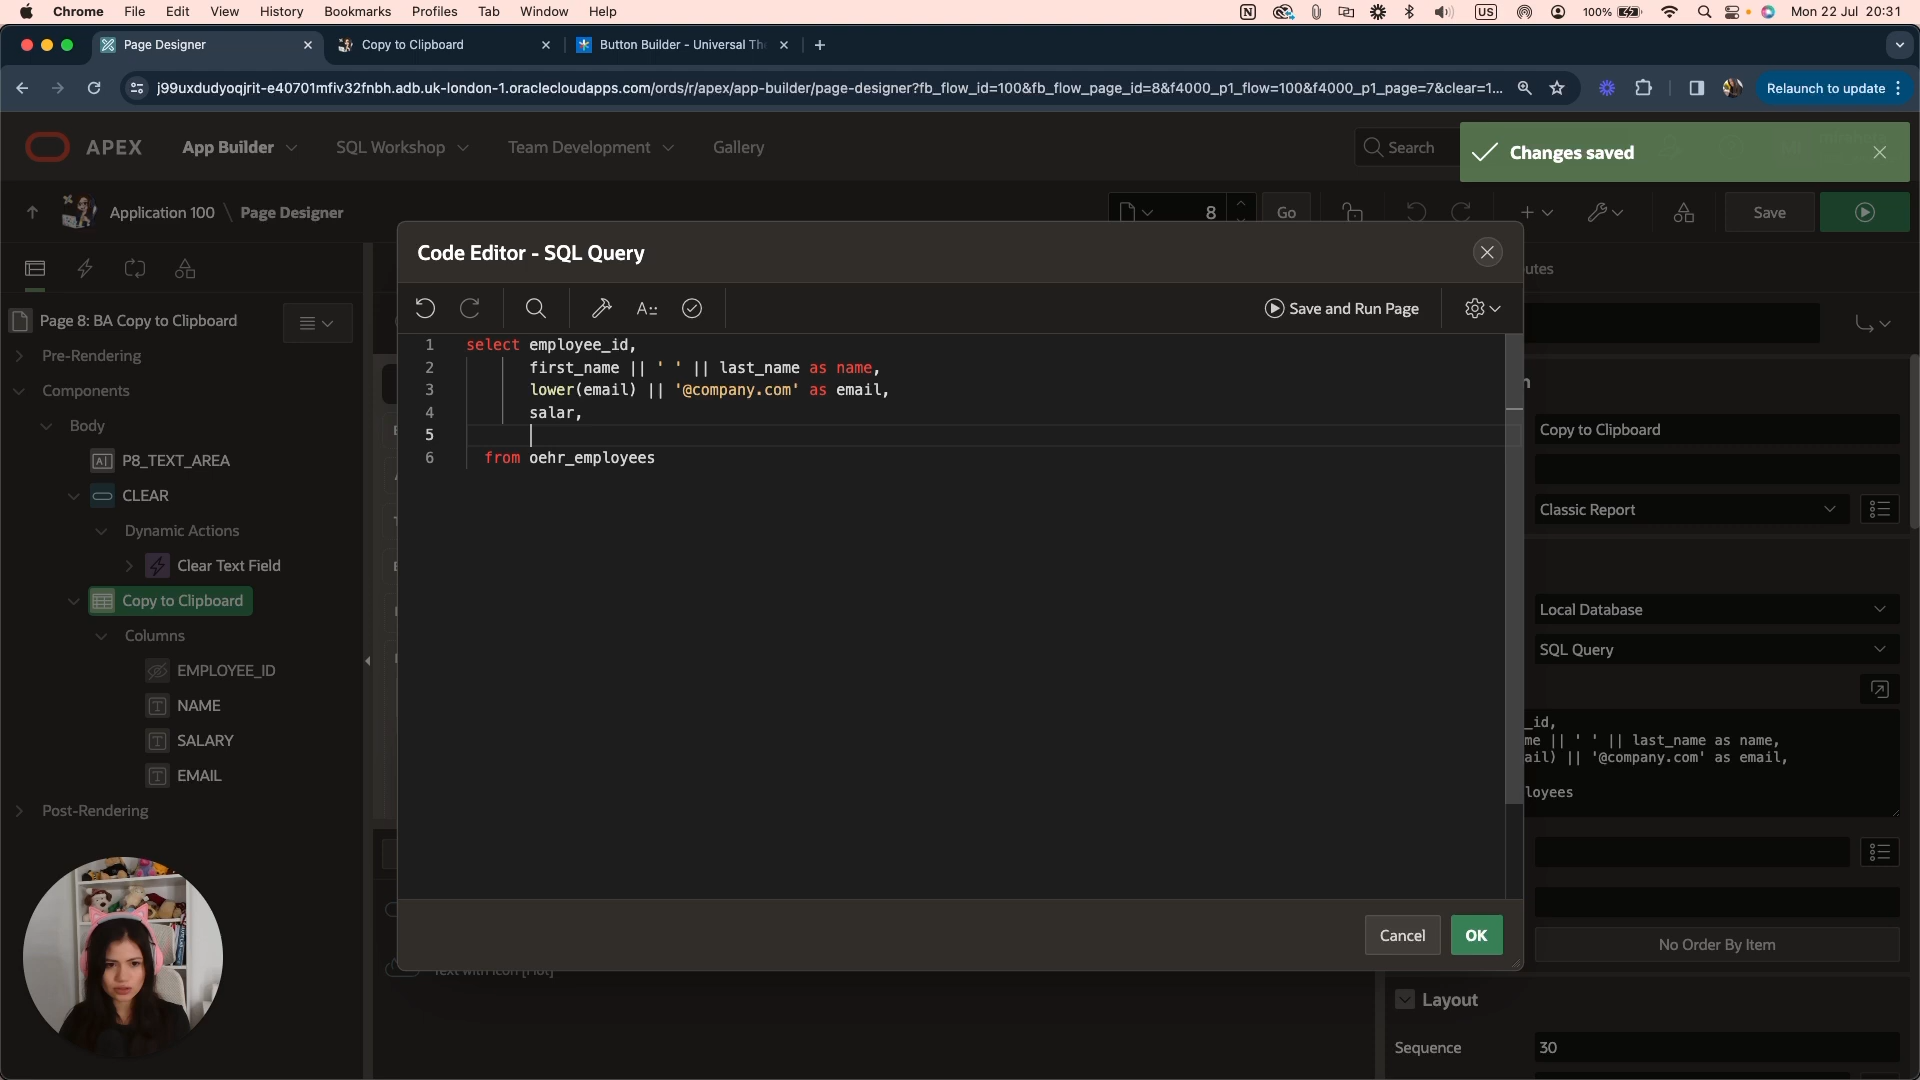 Chrome File Edit View History Bookmarks Profiles Tab Window Help US 100% Mon 22 Jul 20:31
Page Designer Copy to Clipboard Button Builder - Universal Th
j99uxdudyoqjrit-e40701mfiv32fnbh.adb.uk-london-1.oraclecloudapps.com/ords/r/apex/app-builder/page-designer?fb_flow_id=100&fb_flow_page_id=8&f4000_p1_flow=100&f4000_p1_page=7&clear=1... Relaunch to update
APEX App Builder SQL Workshop Team Development Gallery Search Changes saved
Application 100 \ Page Designer 8 Go Save
Code Editor - SQL Query
utes
Save and Run Page
Page 8: BA Copy to Clipboard
Pre-Rendering
Components
Body
P8_TEXT_AREA
CLEAR
Dynamic Actions
Clear Text Field
Copy to Clipboard
Columns
EMPLOYEE_ID
NAME
SALARY
EMAIL
Post-Rendering
1 select employee_id,
2 first_name || ' ' || last_name as name,
3 lower(email) || '@company.com' as email,
4 salar,
5
6 from oehr_employees
Copy to Clipboard
Classic Report
Local Database
SQL Query
_id,
me || ' ' || last_name as name,
ail) || '@company.com' as email,
loyees
No Order By Item
Cancel OK
Text with Icon [Hot]
Layout
Sequence 30